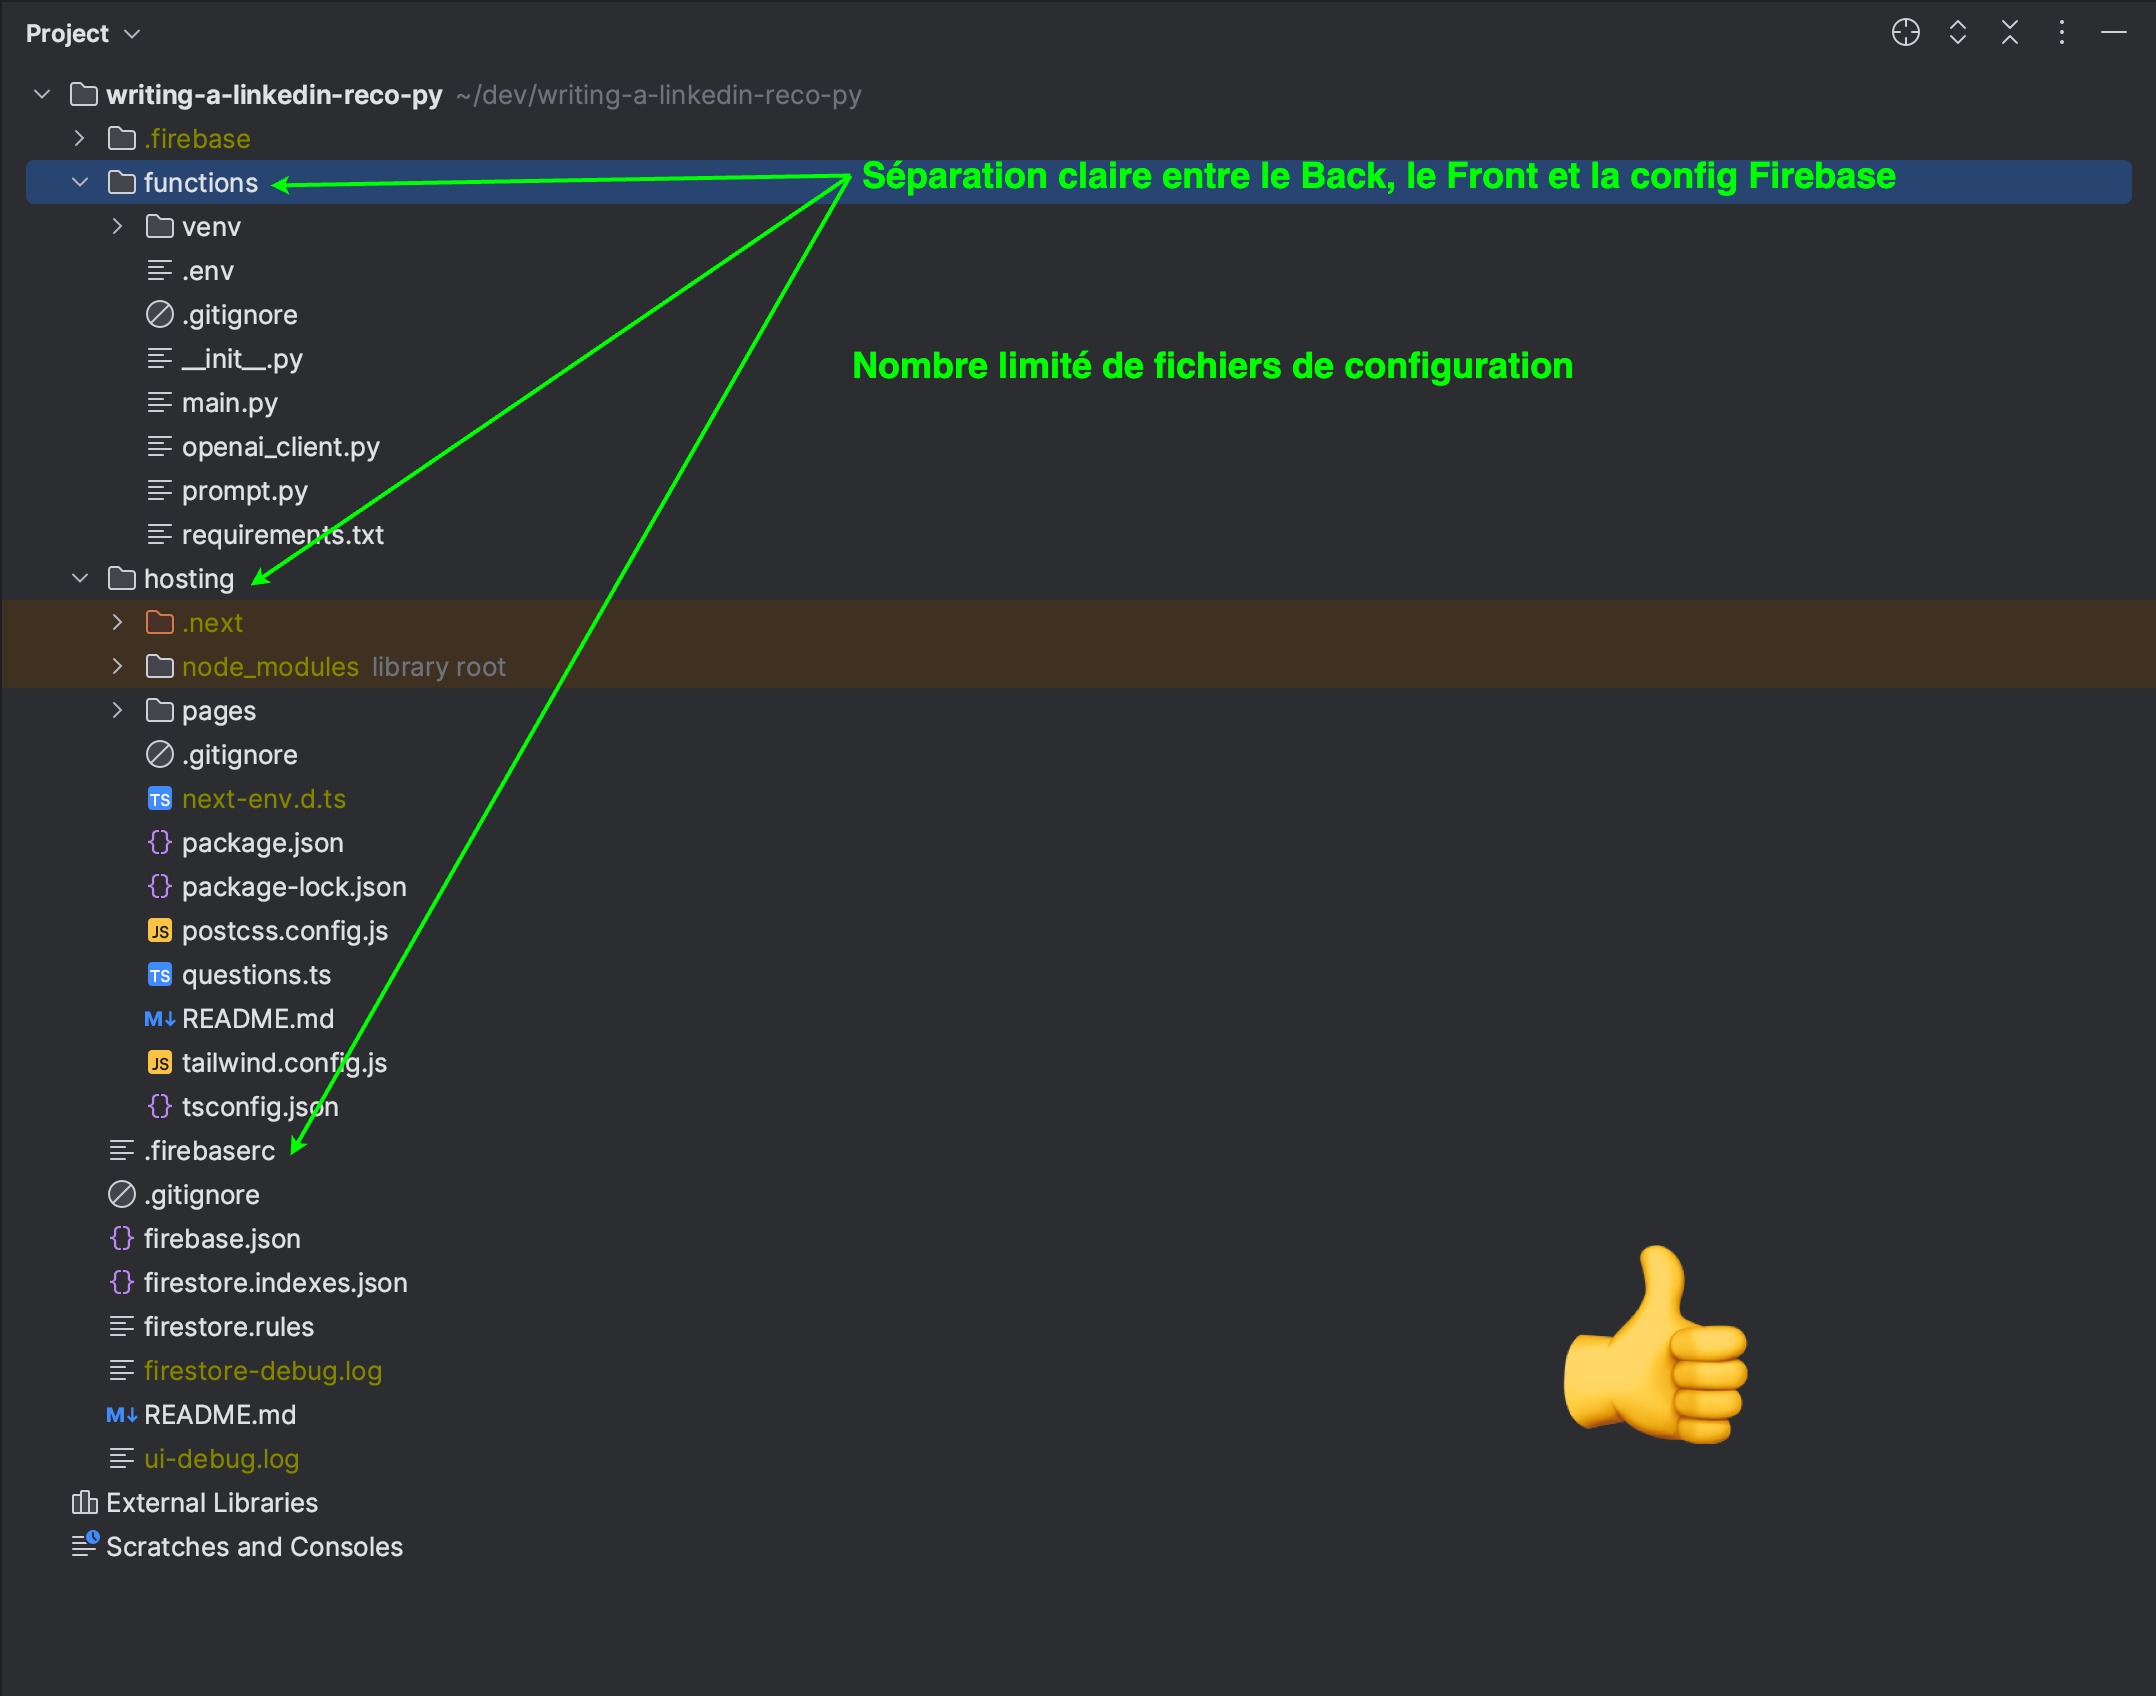 Project
writing-a-linkedin-reco-py ~/dev/writing-a-linkedin-reco-py
.firebase
functions
Séparation claire entre le Back, le Front et la config Firebase
venv
.env
.gitignore
__init__.py
Nombre limité de fichiers de configuration
main.py
openai_client.py
prompt.py
requirements.txt
hosting
.next
node_modules library root
pages
.gitignore
TS next-env.d.ts
{} package.json
{} package-lock.json
JS postcss.config.js
TS questions.ts
M↓ README.md
JS tailwind.config.js
{} tsconfig.json
.firebaserc
.gitignore
{} firebase.json
{} firestore.indexes.json
firestore.rules
firestore-debug.log
M↓ README.md
ui-debug.log
External Libraries
Scratches and Consoles